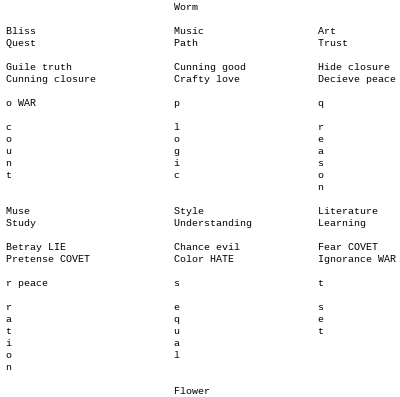 Worm
Bliss Music Art
Quest Path Trust
Guile truth Cunning good Hide closure
Cunning closure Crafty love Decieve peace
o WAR p q
c l r
o o e
u g a
n i s
t c o
n
Muse Style Literature
Study Understanding Learning
Betray LIE Chance evil Fear COVET
Pretense COVET Color HATE Ignorance WAR
r peace s t
r e s
a q e
t u t
i a
o l
n
Flower